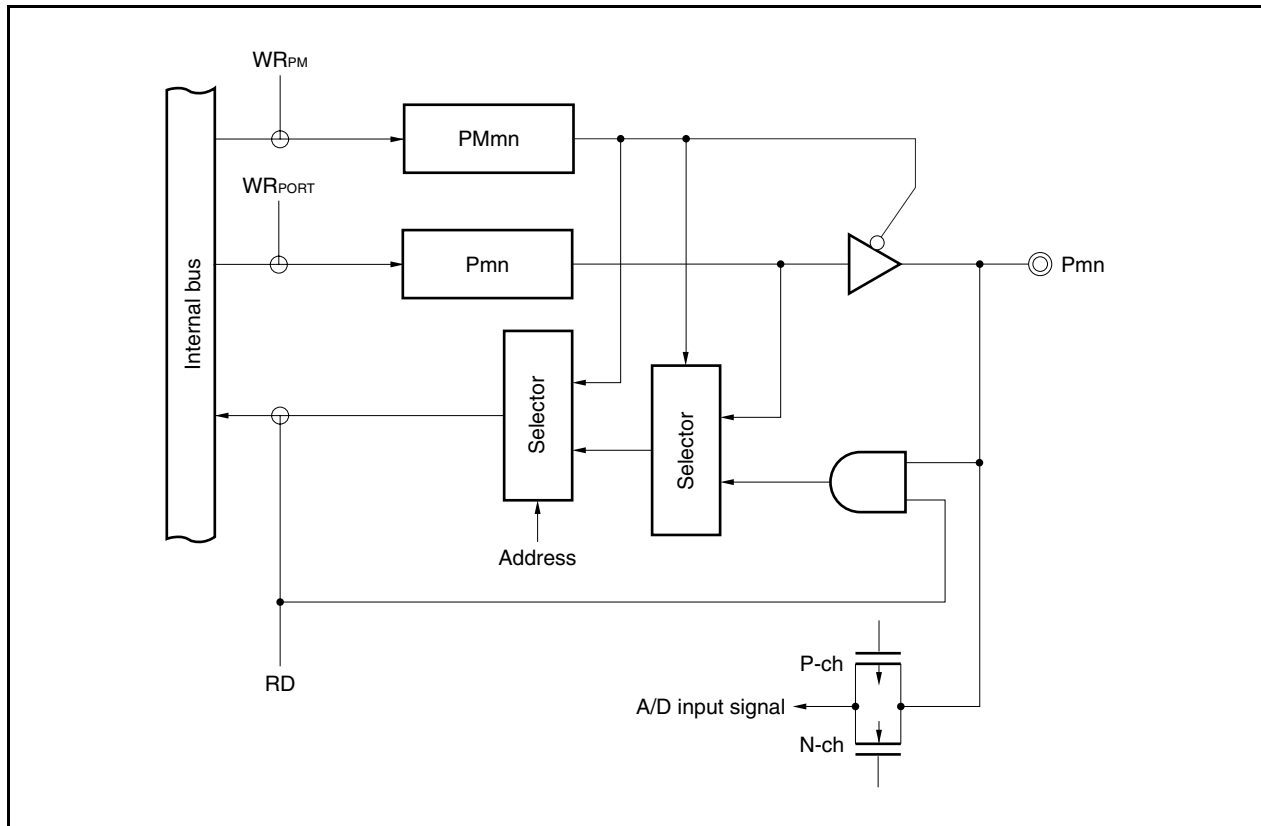 WRPM
PMmn
WRPORT
Pmn
Pmn
Internal bus
Selector
Selector
Address
RD
P-ch
A/D input signal
N-ch